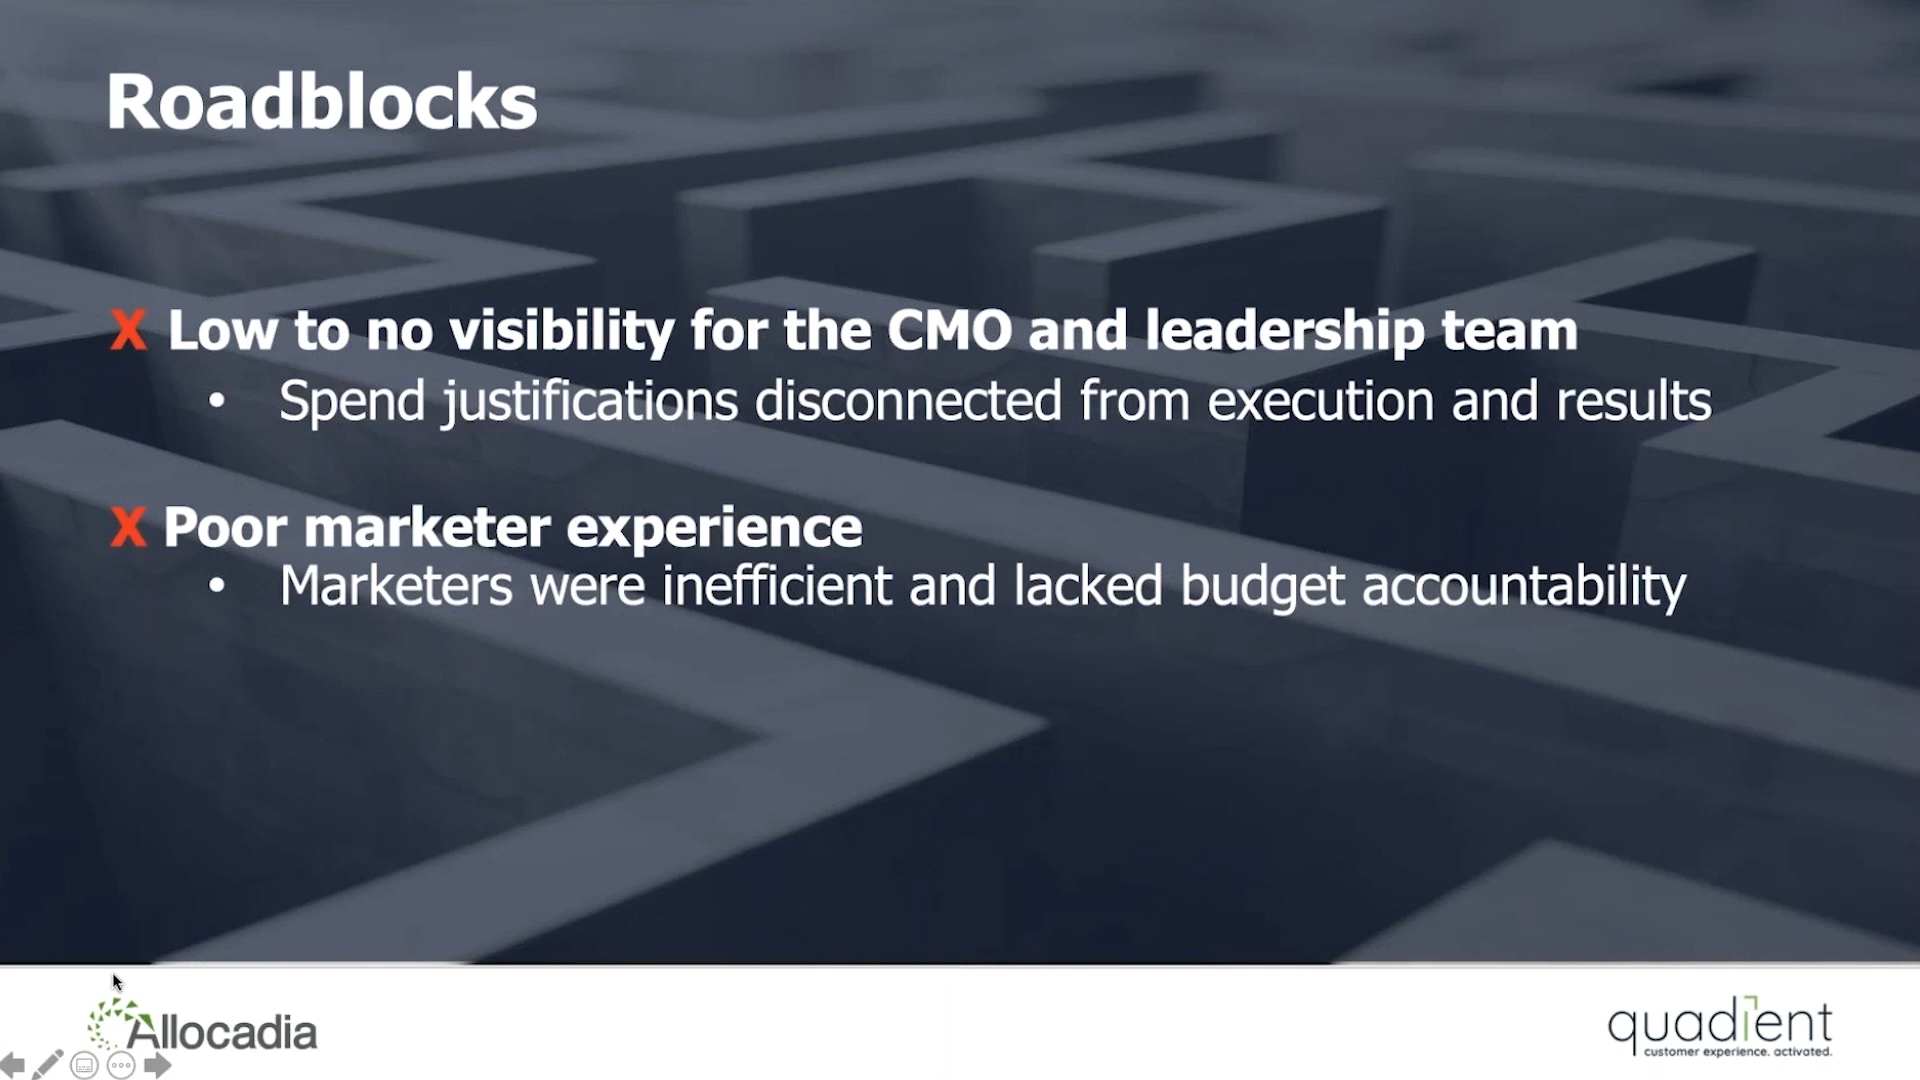 Roadblocks
X Low to no visibility for the CMO and leadership team
• Spend justifications disconnected from execution and results
X Poor marketer experience
• Marketers were inefficient and lacked budget accountability
Allocadia
quadient
customer experience. activated.